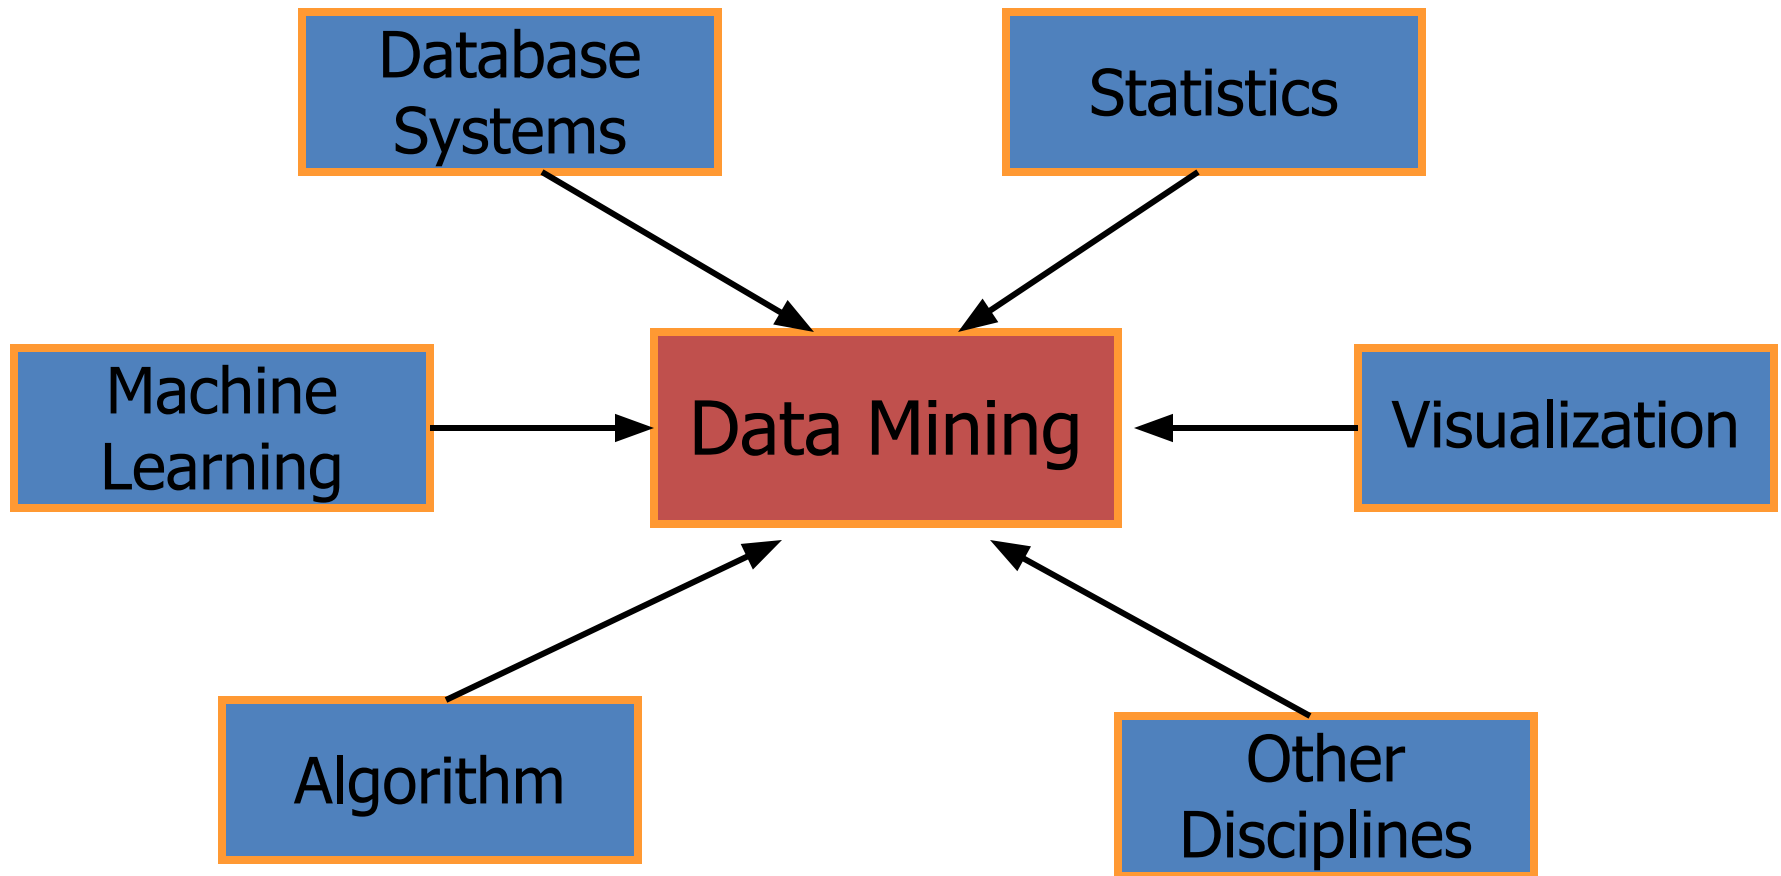 Database
Systems
Statistics
Machine
Learning
Data Mining
Visualization
Algorithm
Other
Disciplines